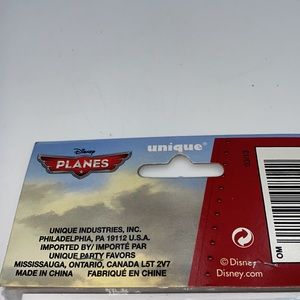 Disney
PLANES
unique®
UNIQUE INDUSTRIES, INC.
PHILADELPHIA, PA 19112 U.S.A.
IMPORTED BY/ IMPORTÉ PAR
UNIQUE PARTY FAVORS
MISSISSAUGA, ONTARIO, CANADA L5T 2V7
MADE IN CHINA FABRIQUÉ EN CHINE
OM
© Disney
Disney.com